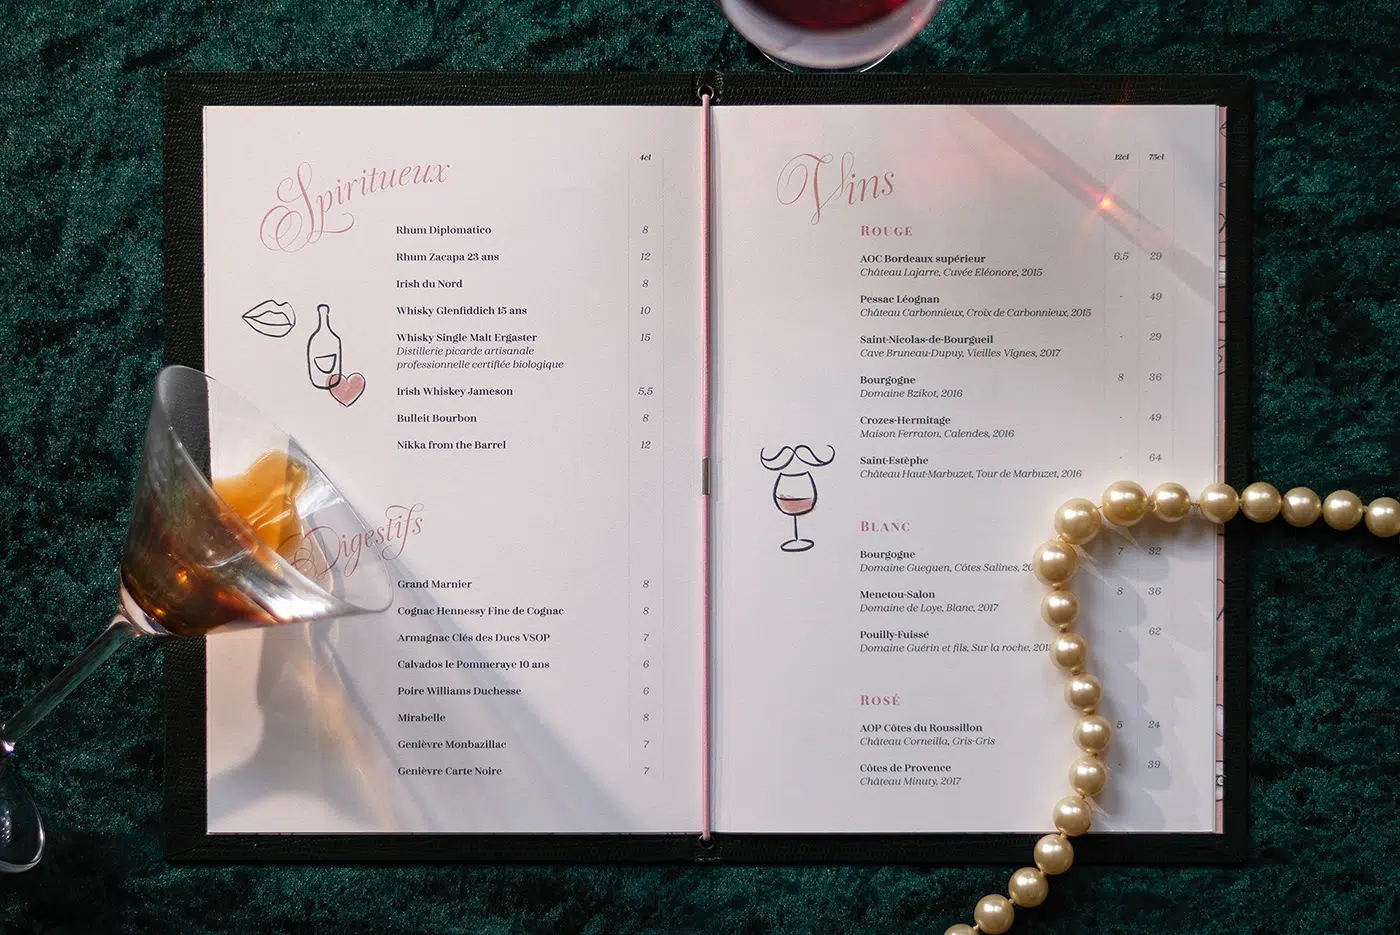 Spiritueux
4cl
Rhum Diplomatico 8
Rhum Zacapa 23 ans 12
Irish du Nord 8
Whisky Glenfiddich 15 ans 10
Whisky Single Malt Ergaster 15
Distillerie picarde artisanale
professionnelle certifiée biologique
Irish Whiskey Jameson 5,5
Bulleit Bourbon 8
Nikka from the Barrel 12
Digestifs
Grand Marnier 8
Cognac Hennessy Fine de Cognac 8
Armagnac Clés des Ducs VSOP 7
Calvados le Pommeraye 10 ans 6
Poire Williams Duchesse 6
Mirabelle 8
Genièvre Monbazillac 7
Genièvre Carte Noire 7
Vins
12cl 75cl
ROUGE
AOC Bordeaux supérieur 6,5 29
Château Lajarre, Cuvée Eléonore, 2015
Pessac Léognan - 49
Château Carbonnieux, Croix de Carbonnieux, 2015
Saint-Nicolas-de-Bourgueil - 29
Cave Bruneau-Dupuy, Vieilles Vignes, 2017
Bourgogne 8 36
Domaine Bzikot, 2016
Crozes-Hermitage - 49
Maison Ferraton, Calendes, 2016
Saint-Estèphe - 64
Château Haut-Marbuzet, Tour de Marbuzet, 2016
BLANC
Bourgogne 7 32
Domaine Gueguen, Côtes Salines,
Menetou-Salon 8 36
Domaine de Loye, Blanc, 2017
Pouilly-Fuissé - 62
Domaine Guérin et fils, Sur la roche,
ROSÉ
AOP Côtes du Roussillon 5 24
Château Corneilla, Gris-Gris
Côtes de Provence - 39
Château Minuty, 2017